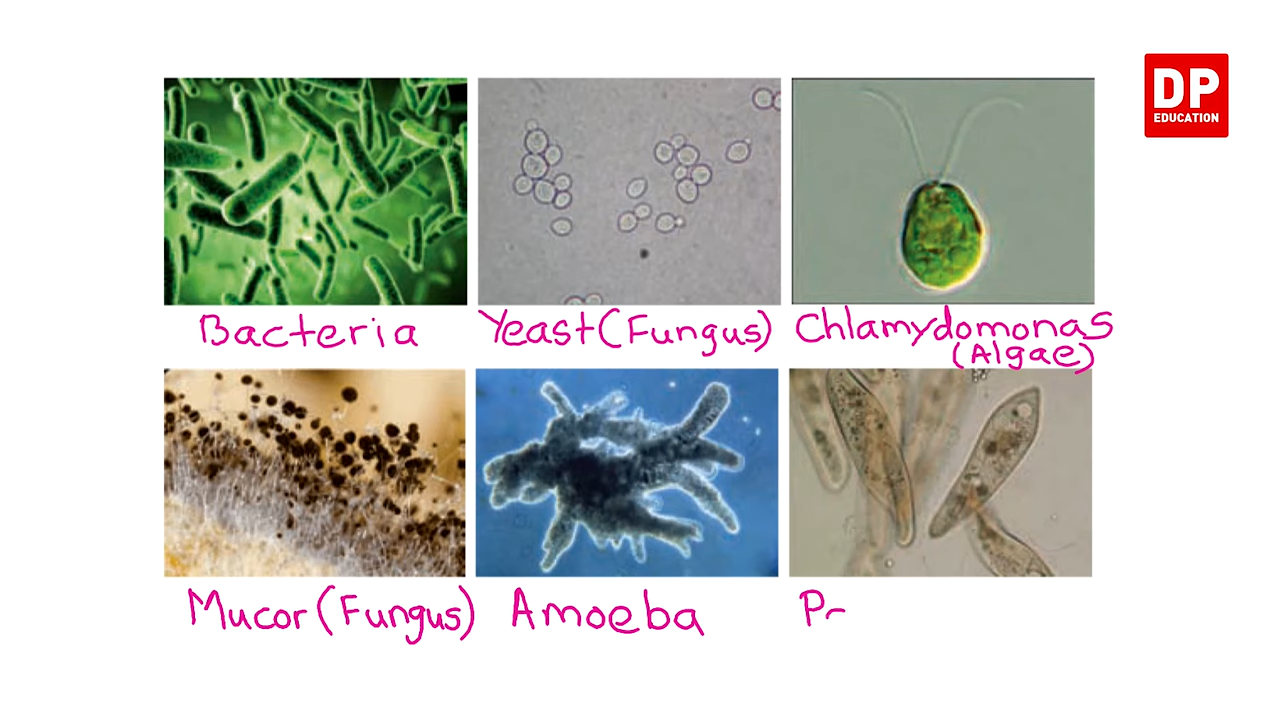 DP
EDUCATION
Bacteria
Yeast (Fungus)
Chlamydomonas
(Algae)
Mucor (Fungus)
Amoeba